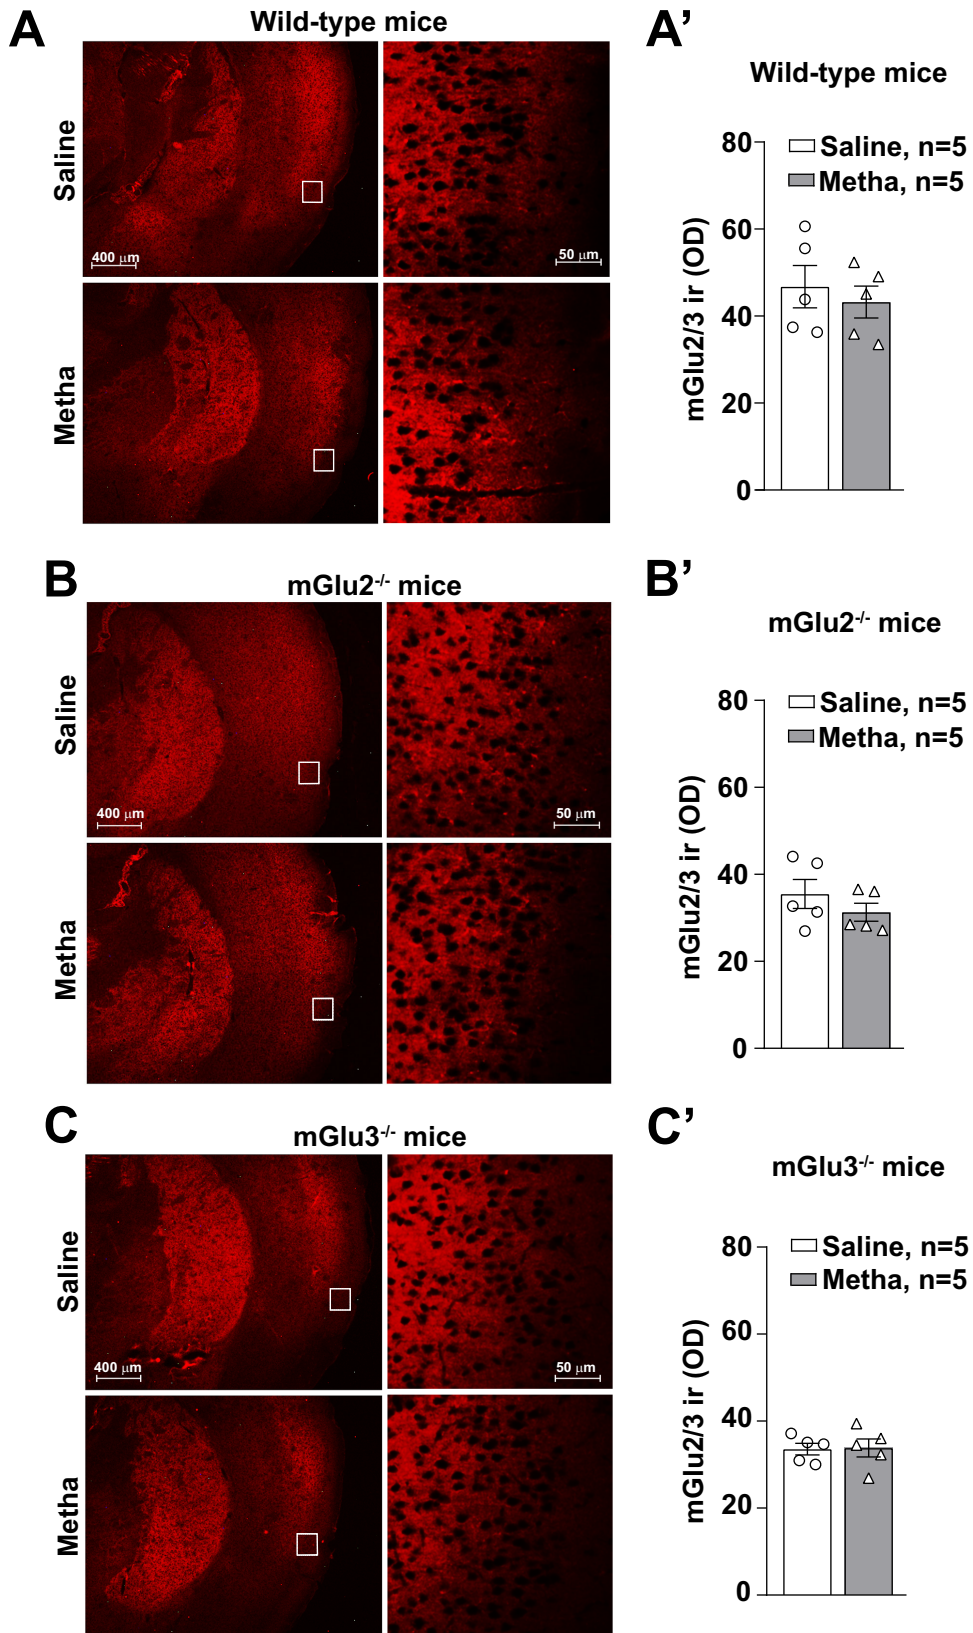 A
Wild-type mice
Saline
400 μm
50 μm
Metha
A’
Wild-type mice
Saline, n=5
Metha, n=5
mGlu2/3 ir (OD)
80
60
40
20
0
B
mGlu2-/- mice
Saline
400 μm
50 μm
Metha
B’
mGlu2-/- mice
Saline, n=5
Metha, n=5
mGlu2/3 ir (OD)
80
60
40
20
0
C
mGlu3-/- mice
Saline
400 μm
50 μm
Metha
C’
mGlu3-/- mice
Saline, n=5
Metha, n=5
mGlu2/3 ir (OD)
80
60
40
20
0